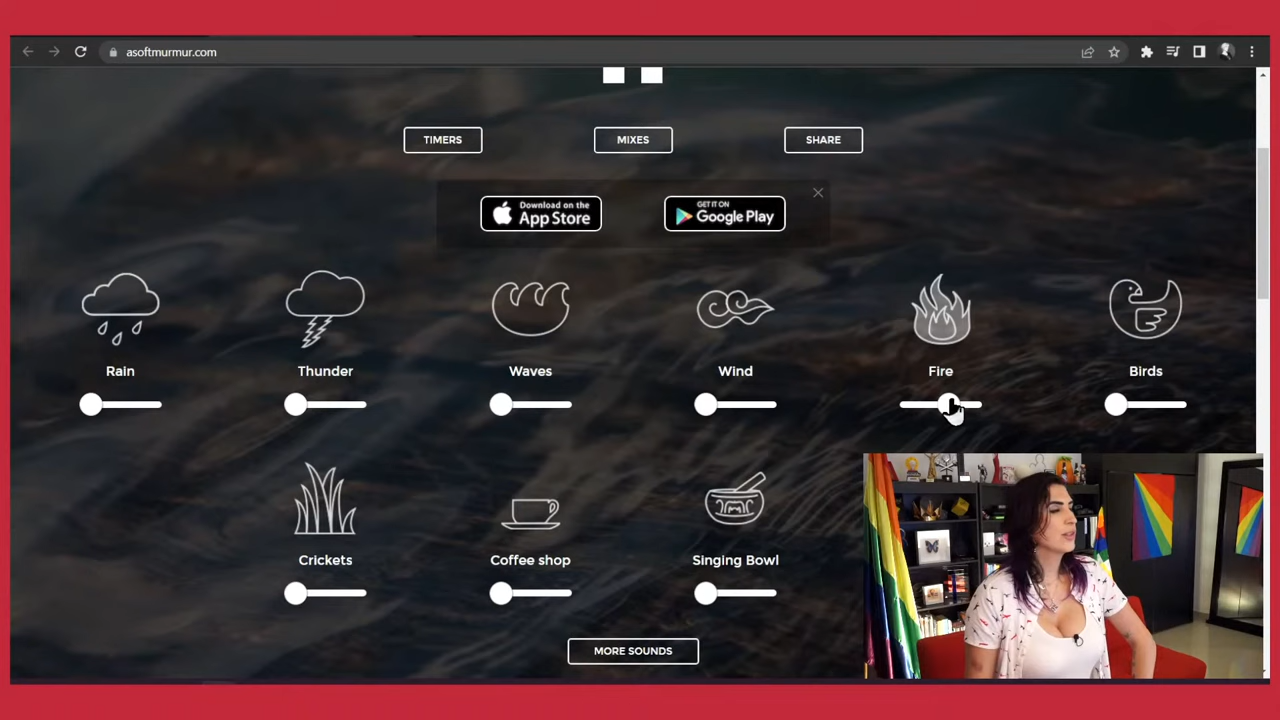 asoftmurmur.com
TIMERS
MIXES
SHARE
Download on the
App Store
GET IT ON
Google Play
Rain
Thunder
Waves
Wind
Fire
Birds
Crickets
Coffee shop
Singing Bowl
MORE SOUNDS